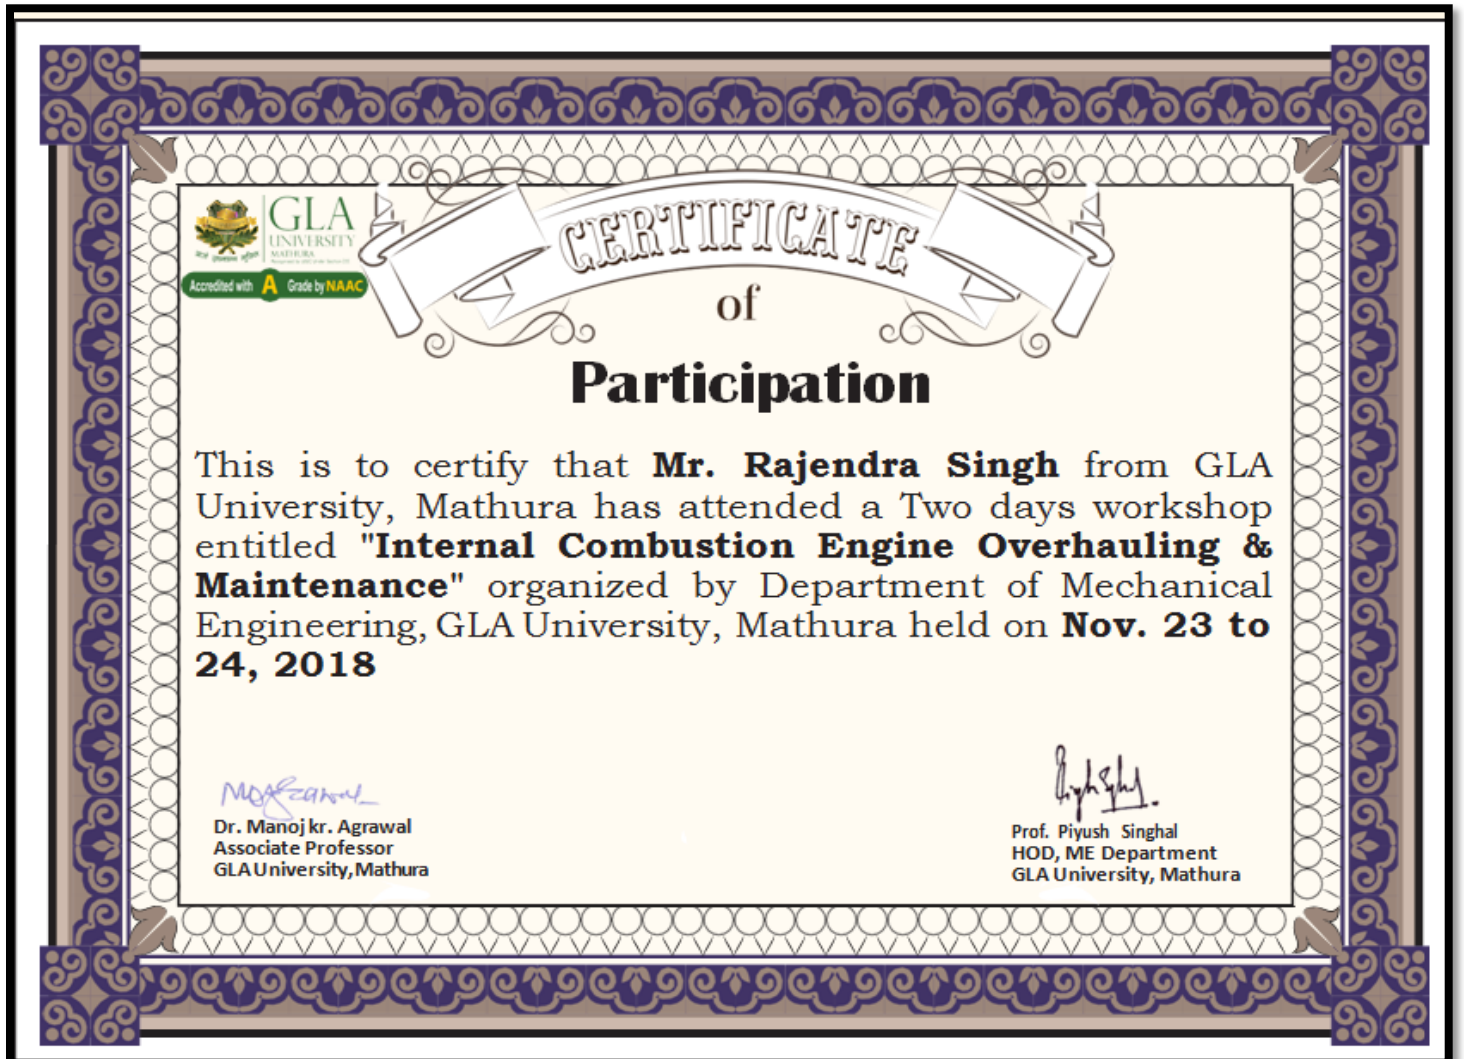 GLA
UNIVERSITY
MATHURA
Accredited with A Grade by NAAC
CERTIFICATE
of
Participation
This is to certify that Mr. Rajendra Singh from GLA
University, Mathura has attended a Two days workshop
entitled "Internal Combustion Engine Overhauling &
Maintenance" organized by Department of Mechanical
Engineering, GLA University, Mathura held on Nov. 23 to
24, 2018
Dr. Manoj kr. Agrawal
Associate Professor
GLA University, Mathura
Prof. Piyush Singhal
HOD, ME Department
GLA University, Mathura